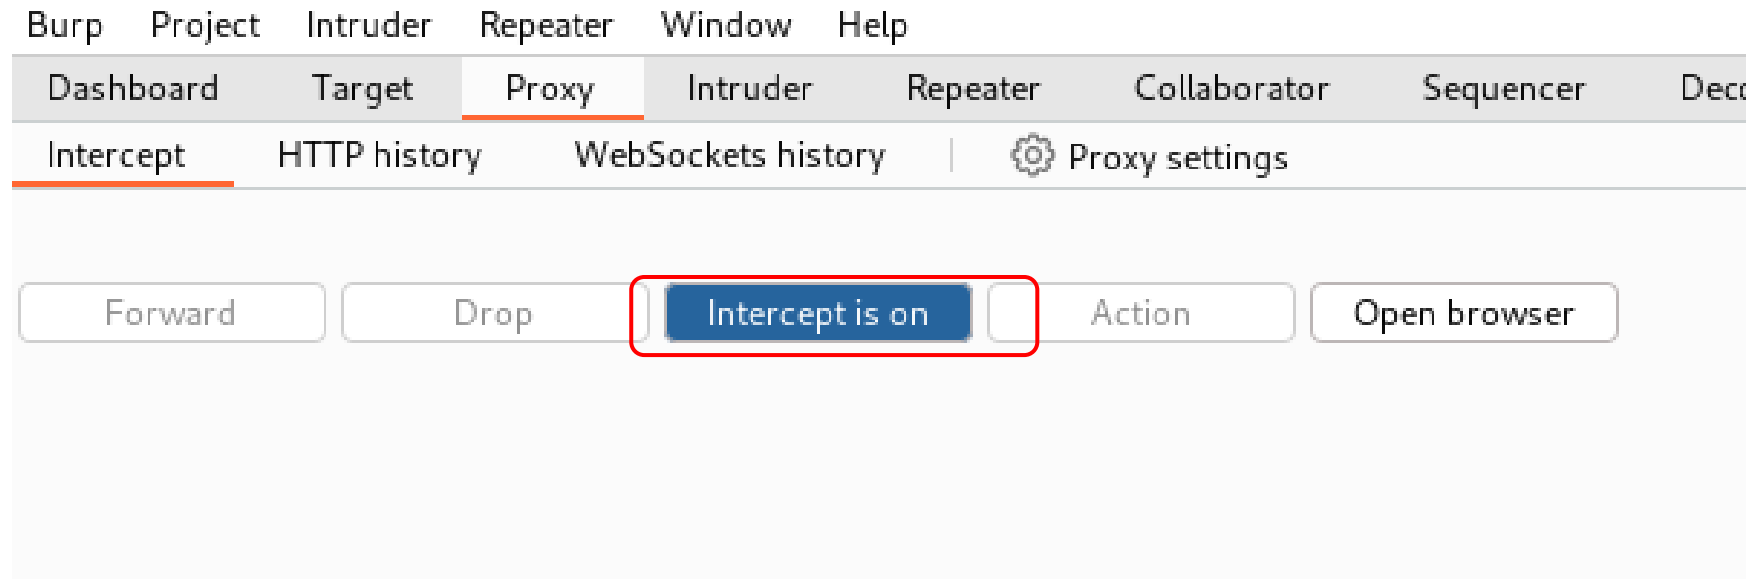 Burp Project Intruder Repeater Window Help
Dashboard Target Proxy Intruder Repeater Collaborator Sequencer
Intercept HTTP history WebSockets history Proxy settings
Forward Drop Intercept is on Action Open browser